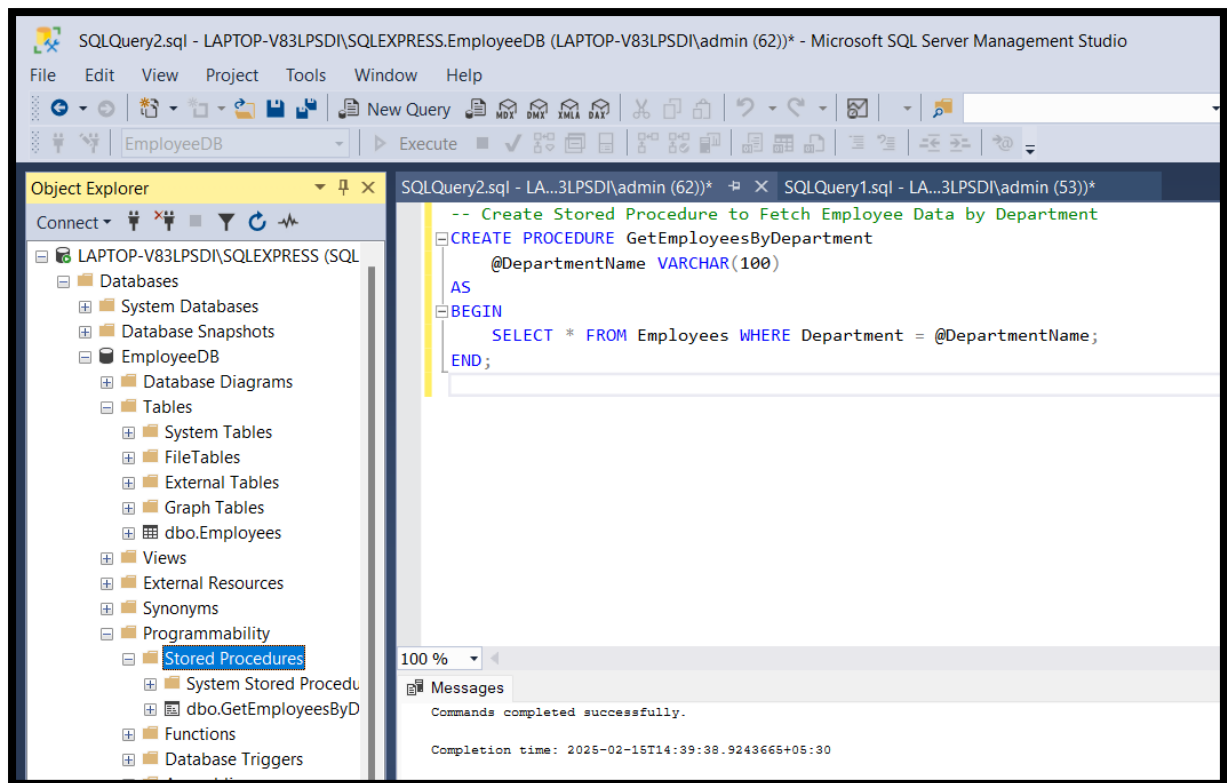 SQLQuery2.sql - LAPTOP-V83LPSDI\SQLEXPRESS.EmployeeDB (LAPTOP-V83LPSDI\admin (62))* - Microsoft SQL Server Management Studio
File Edit View Project Tools Window Help
New Query MDX DMX XMLA DAX
EmployeeDB Execute
Object Explorer
Connect
LAPTOP-V83LPSDI\SQLEXPRESS (SQL
Databases
System Databases
Database Snapshots
EmployeeDB
Database Diagrams
Tables
System Tables
FileTables
External Tables
Graph Tables
dbo.Employees
Views
External Resources
Synonyms
Programmability
Stored Procedures
System Stored Procedu
dbo.GetEmployeesByD
Functions
Database Triggers
SQLQuery2.sql - LA...3LPSDI\admin (62))* SQLQuery1.sql - LA...3LPSDI\admin (53))*
-- Create Stored Procedure to Fetch Employee Data by Department
CREATE PROCEDURE GetEmployeesByDepartment
@DepartmentName VARCHAR(100)
AS
BEGIN
SELECT * FROM Employees WHERE Department = @DepartmentName;
END;
100 %
Messages
Commands completed successfully.
Completion time: 2025-02-15T14:39:38.9243665+05:30